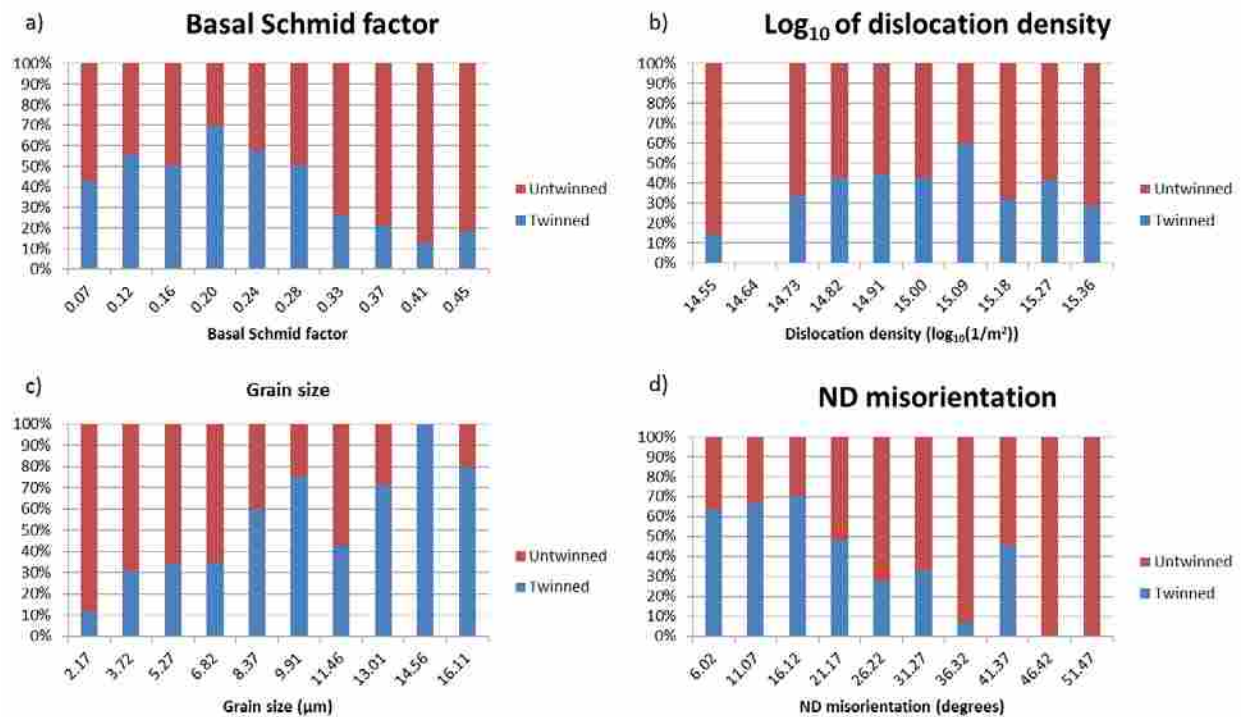 a) Basal Schmid factor
100%
90%
80%
70%
60%
50%
40%
30%
20%
10%
0%
0.07 0.12 0.16 0.20 0.24 0.28 0.33 0.37 0.41 0.45
Basal Schmid factor
Untwinned
Twinned
b) Log10 of dislocation density
100%
90%
80%
70%
60%
50%
40%
30%
20%
10%
0%
14.55 14.64 14.73 14.82 14.91 15.00 15.09 15.18 15.27 15.36
Dislocation density (log10(1/m²))
Untwinned
Twinned
c) Grain size
100%
90%
80%
70%
60%
50%
40%
30%
20%
10%
0%
2.17 3.72 5.27 6.82 8.37 9.91 11.46 13.01 14.56 16.11
Grain size (µm)
Untwinned
Twinned
d) ND misorientation
100%
90%
80%
70%
60%
50%
40%
30%
20%
10%
0%
6.02 11.07 16.12 21.17 26.22 31.27 36.32 41.37 46.42 51.47
ND misorientation (degrees)
Untwinned
Twinned